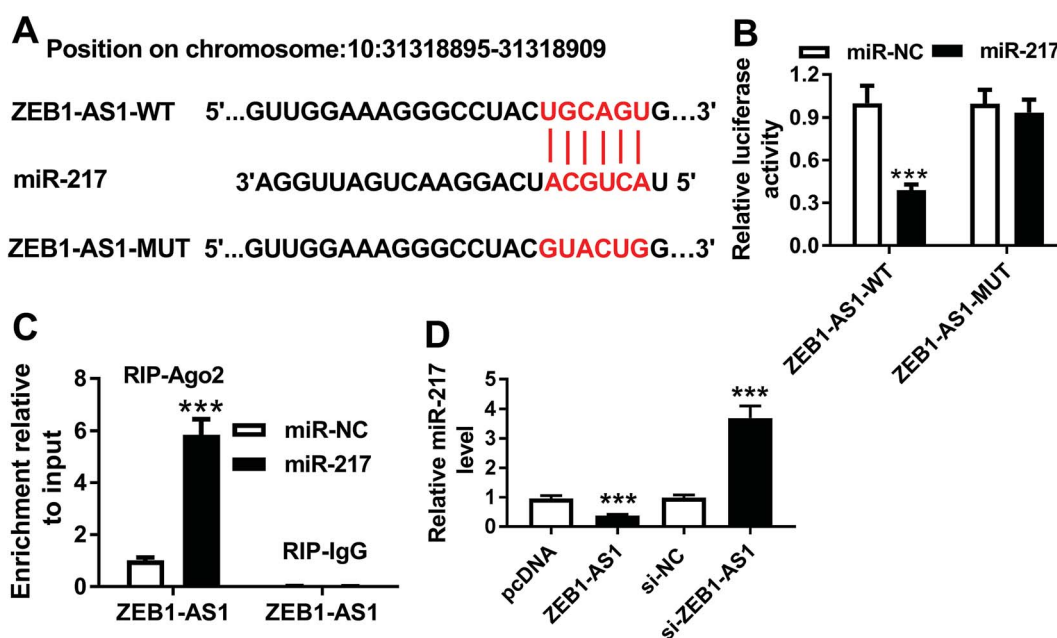 A
Position on chromosome:10:31318895-31318909
ZEB1-AS1-WT 5'...GUUGGAAAGGGCCUACUGCAGUG...3'
miR-217 3'AGGUUAGUCAAGGACUACGUCAU 5'
ZEB1-AS1-MUT 5'...GUUGGAAAGGGCCUACGUACUGG...3'
B
miR-NC miR-217
Relative luciferase
activity
1.2
0.9
0.6
0.3
0.0
***
ZEB1-AS1-WT
ZEB1-AS1-MUT
C
Enrichment relative
to input
8
6
4
2
0
RIP-Ago2
***
miR-NC
miR-217
RIP-IgG
ZEB1-AS1 ZEB1-AS1
D
Relative miR-217
level
5
4
3
2
1
0
***
***
pcDNA
ZEB1-AS1
si-NC
si-ZEB1-AS1